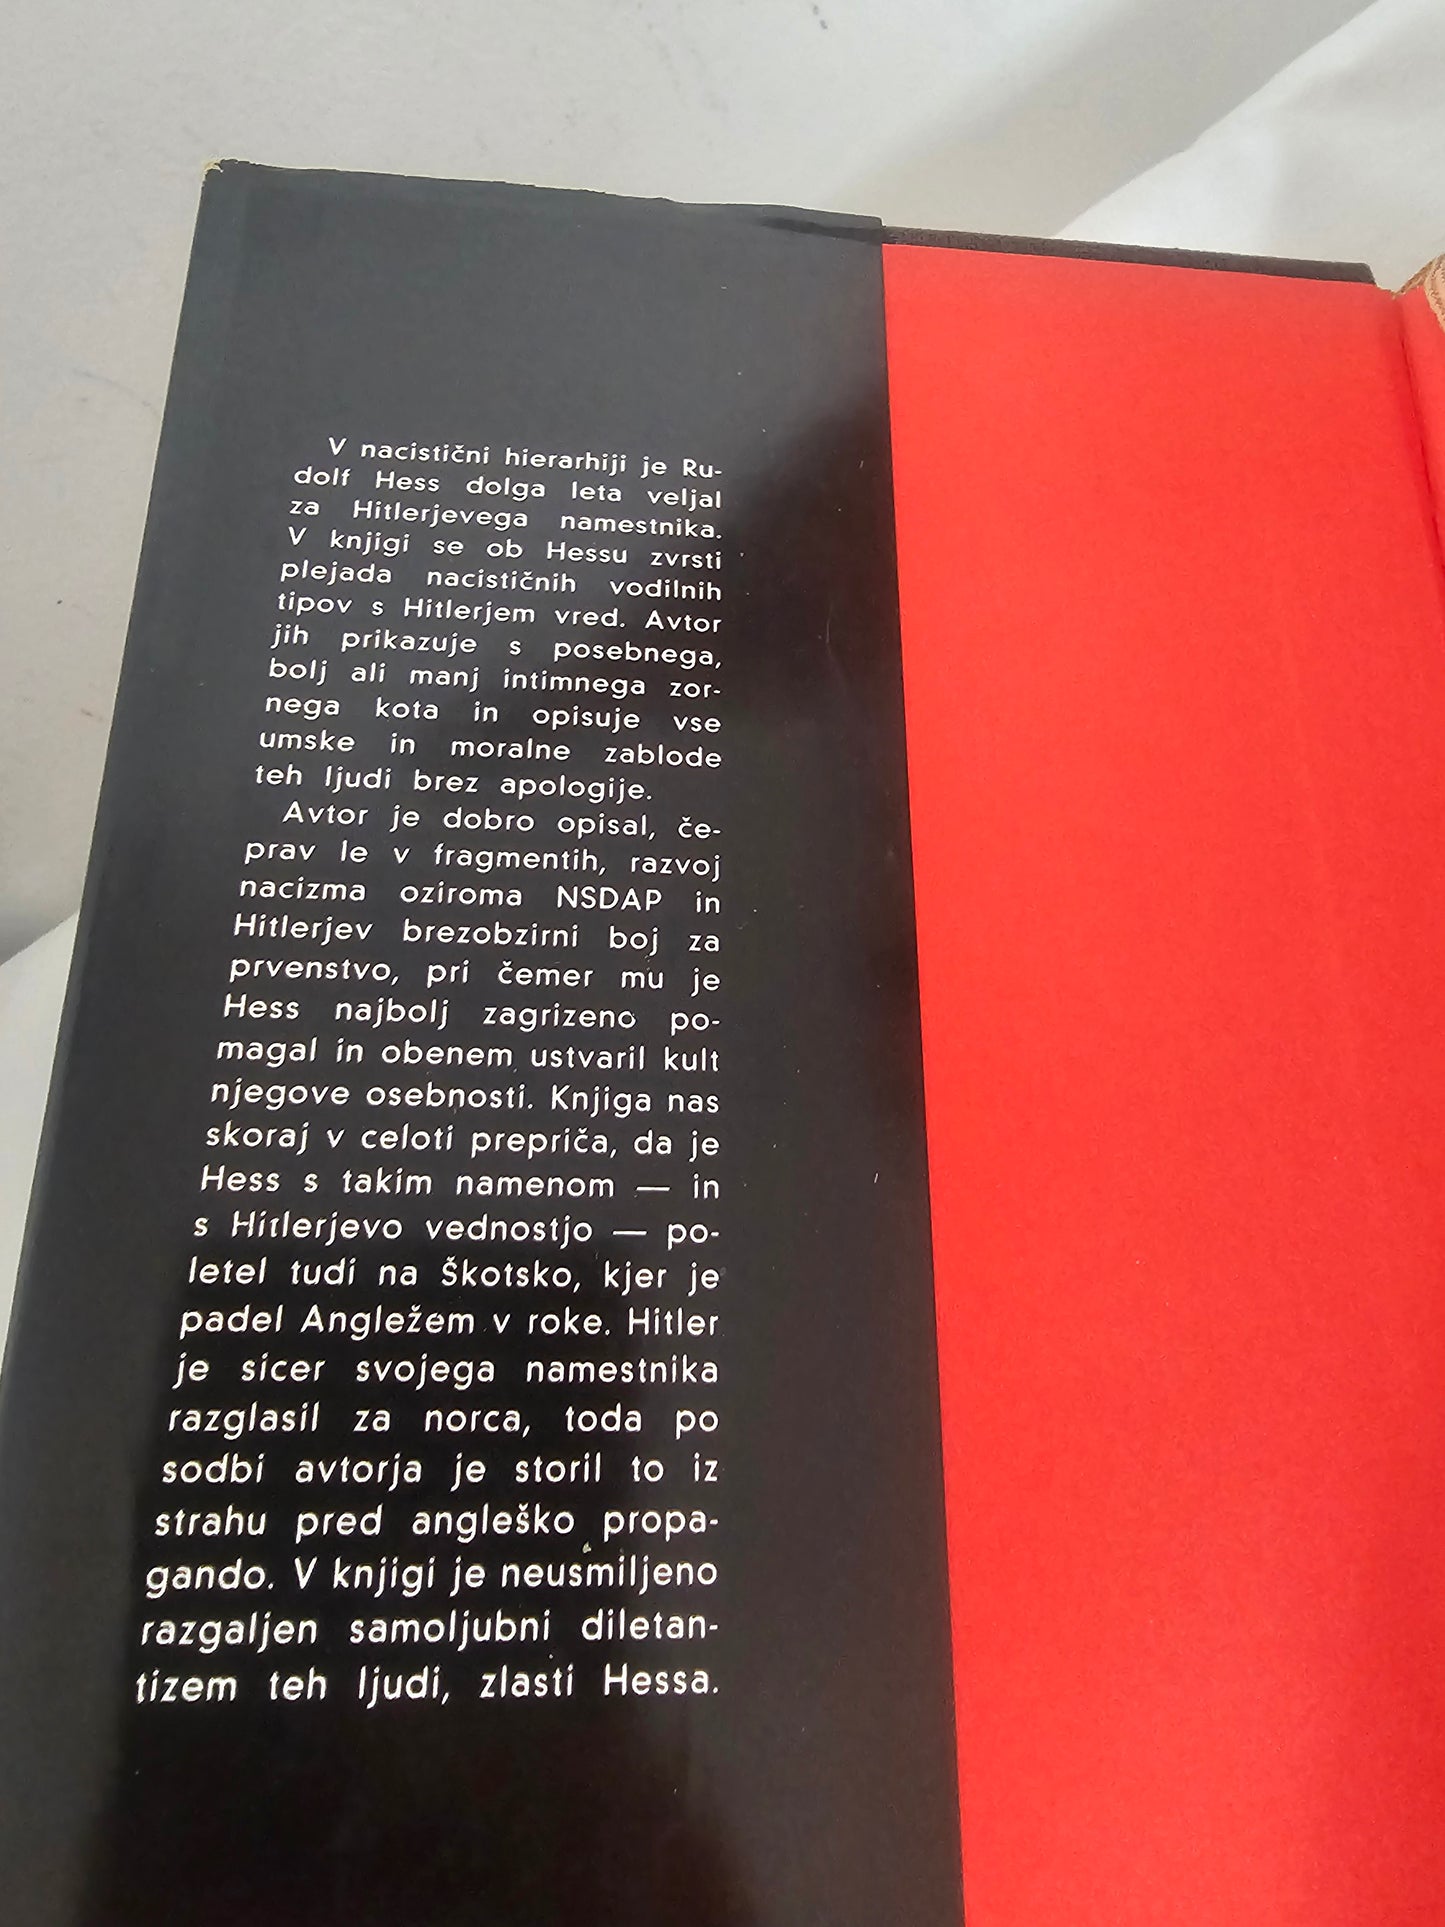 V nacistični hierarhiji je Ru-
dolf Hess dolga leta veljal
za Hitlerjevega namestnika.
V knjigi se ob Hessu zvrsti
plejada nacističnih vodilnih
tipov s Hitlerjem vred. Avtor
jih prikazuje s posebnega,
bolj ali manj intimnega zor-
nega kota in opisuje vse
umske in moralne zablode
teh ljudi brez apologije.
Avtor je dobro opisal, če-
prav le v fragmentih, razvoj
nacizma oziroma NSDAP in
Hitlerjev brezobzirni boj za
prvenstvo, pri čemer mu je
Hess najbolj zagrizeno po-
magal in obenem ustvaril kult
njegove osebnosti. Knjiga nas
skoraj v celoti prepriča, da je
Hess s takim namenom — in
s Hitlerjevo vednostjo — po-
letel tudi na Škotsko, kjer je
padel Angležem v roke. Hitler
je sicer svojega namestnika
razglasil za norca, toda po
sodbi avtorja je storil to iz
strahu pred angleško propa-
gando. V knjigi je neusmiljeno
razgaljen samoljubni diletan-
tizem teh ljudi, zlasti Hessa.